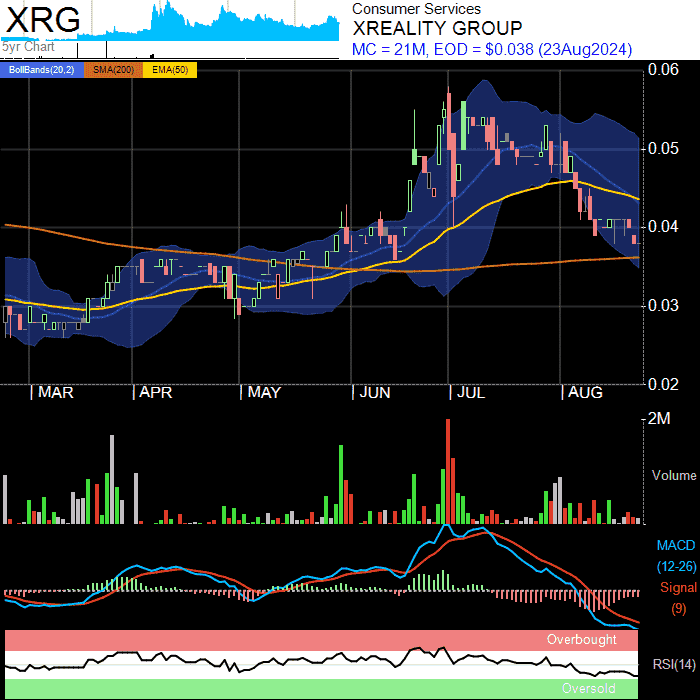 XRG
5yr Chart
Consumer Services
XREALITY GROUP
MC = 21M, EOD = $0.038 (23Aug2024)
BollBands(20,2) SMA(200) EMA(50)
0.06
0.05
0.04
0.03
0.02
MAR APR MAY JUN JUL AUG
2M
Volume
MACD
(12-26)
Signal
(9)
Overbought
RSI(14)
Oversold